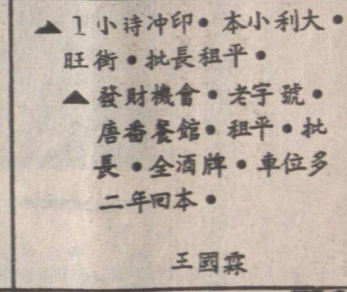 ▲1小時冲印•本小利大•
旺街•批長租平•
▲發財機會•老字號•
唐番餐館•租平•批
長•全酒牌•車位多
二年回本•
王國霖